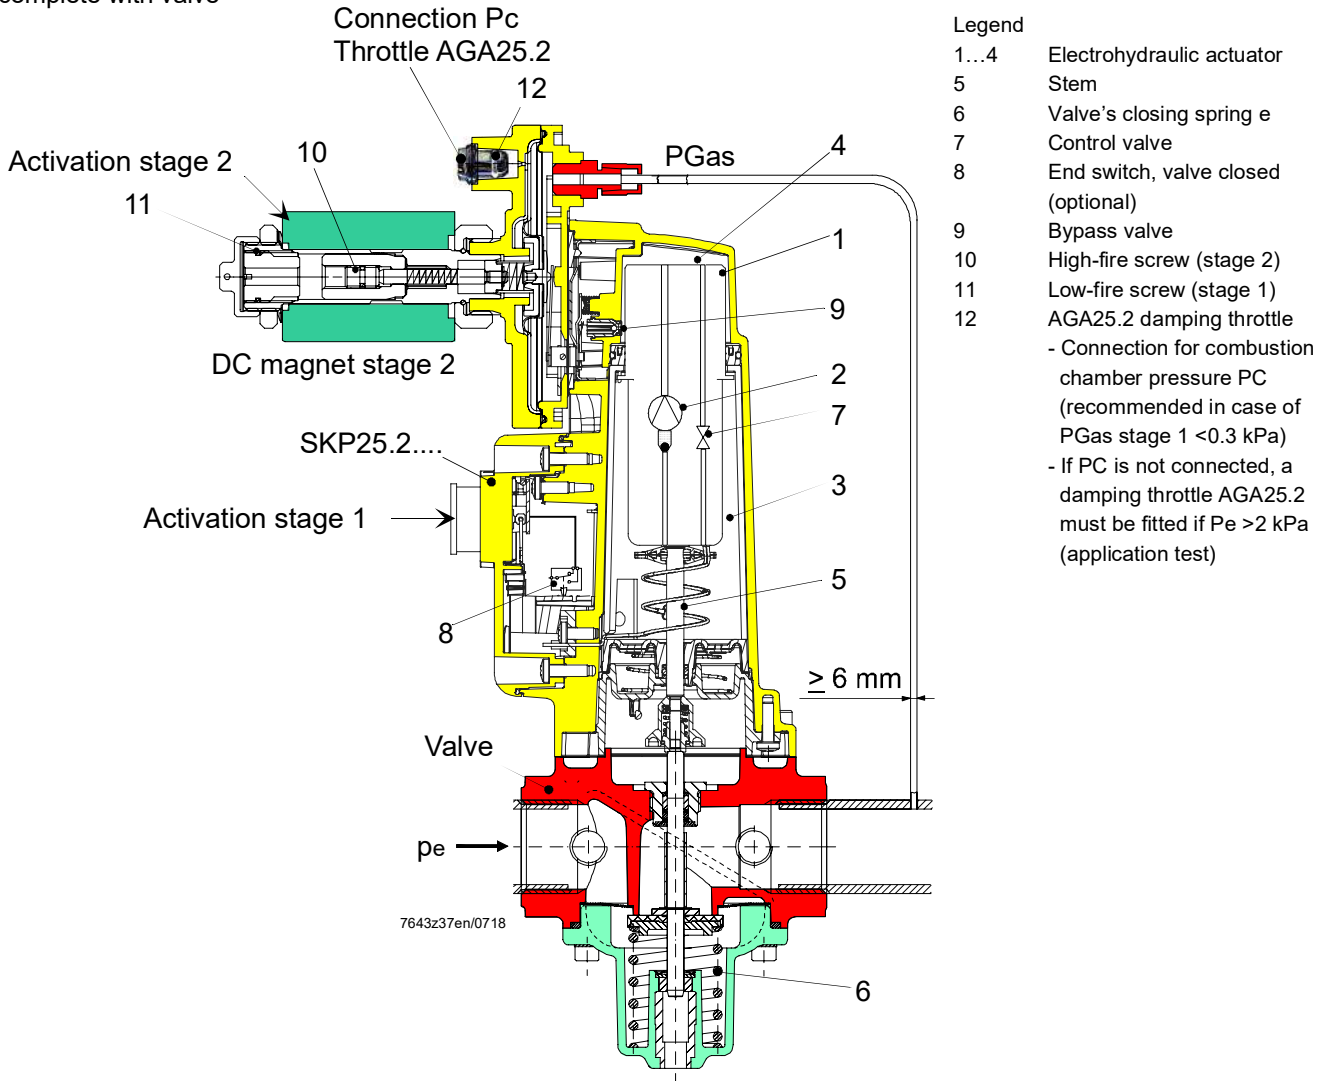 complete with valve
Connection Pc
Throttle AGA25.2
12
Activation stage 2
10
11
PGas
4
1
9
DC magnet stage 2
2
7
SKP25.2....
3
Activation stage 1
5
8
≥ 6 mm
Valve
pe
7643z37en/0718
6
Legend
1...4 Electrohydraulic actuator
5 Stem
6 Valve's closing spring e
7 Control valve
8 End switch, valve closed
(optional)
9 Bypass valve
10 High-fire screw (stage 2)
11 Low-fire screw (stage 1)
12 AGA25.2 damping throttle
- Connection for combustion
chamber pressure PC
(recommended in case of
PGas stage 1 <0.3 kPa)
- If PC is not connected, a
damping throttle AGA25.2
must be fitted if Pe >2 kPa
(application test)